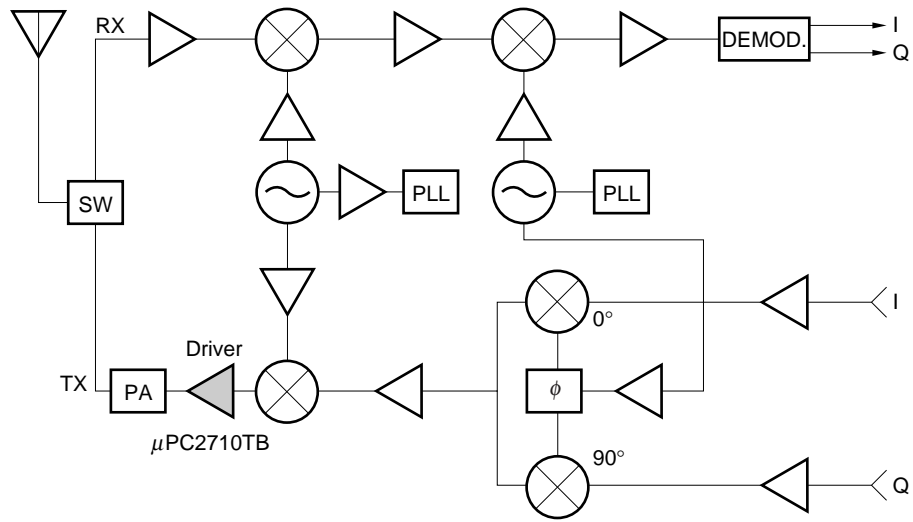 RX
DEMOD.
I
Q
SW
PLL
PLL
0°
I
Driver
TX
PA
ϕ
μPC2710TB
90°
Q